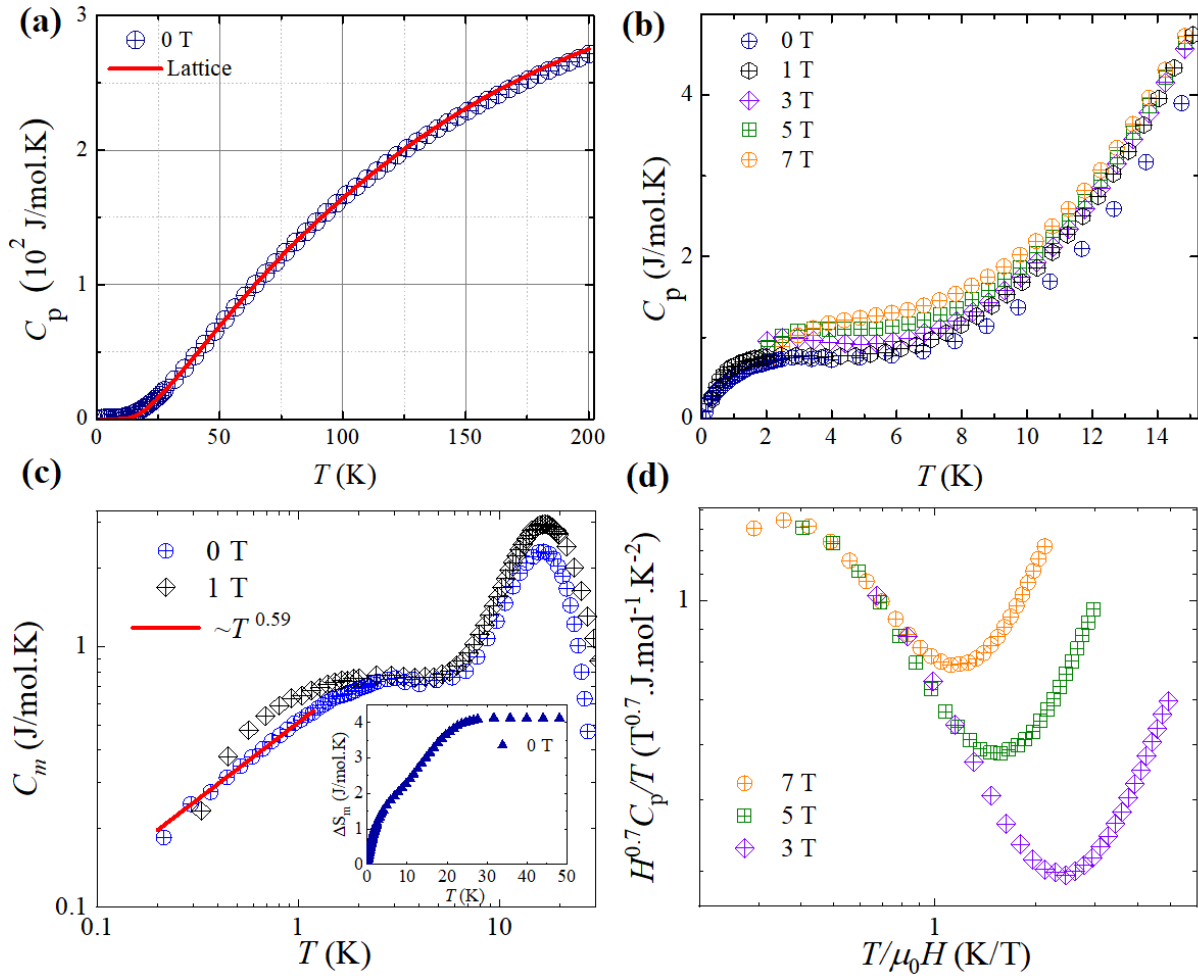 (a)
0 T
Lattice
3
2
1
0
C_p (10^2 J/mol.K)
0
50
100
150
200
T (K)
(b)
0 T
1 T
3 T
5 T
7 T
4
2
0
C_p (J/mol.K)
0
2
4
6
8
10
12
14
T (K)
(c)
0 T
1 T
~T^0.59
1
0.1
C_m (J/mol.K)
0.1
1
10
T (K)
4
3
2
1
0
ΔS_m (J/mol.K)
0 T
0
10
20
30
40
50
T (K)
(d)
1
H^0.7C_p/T (T^0.7.J.mol^-1.K^-2)
7 T
5 T
3 T
1
T/μ_0H (K/T)